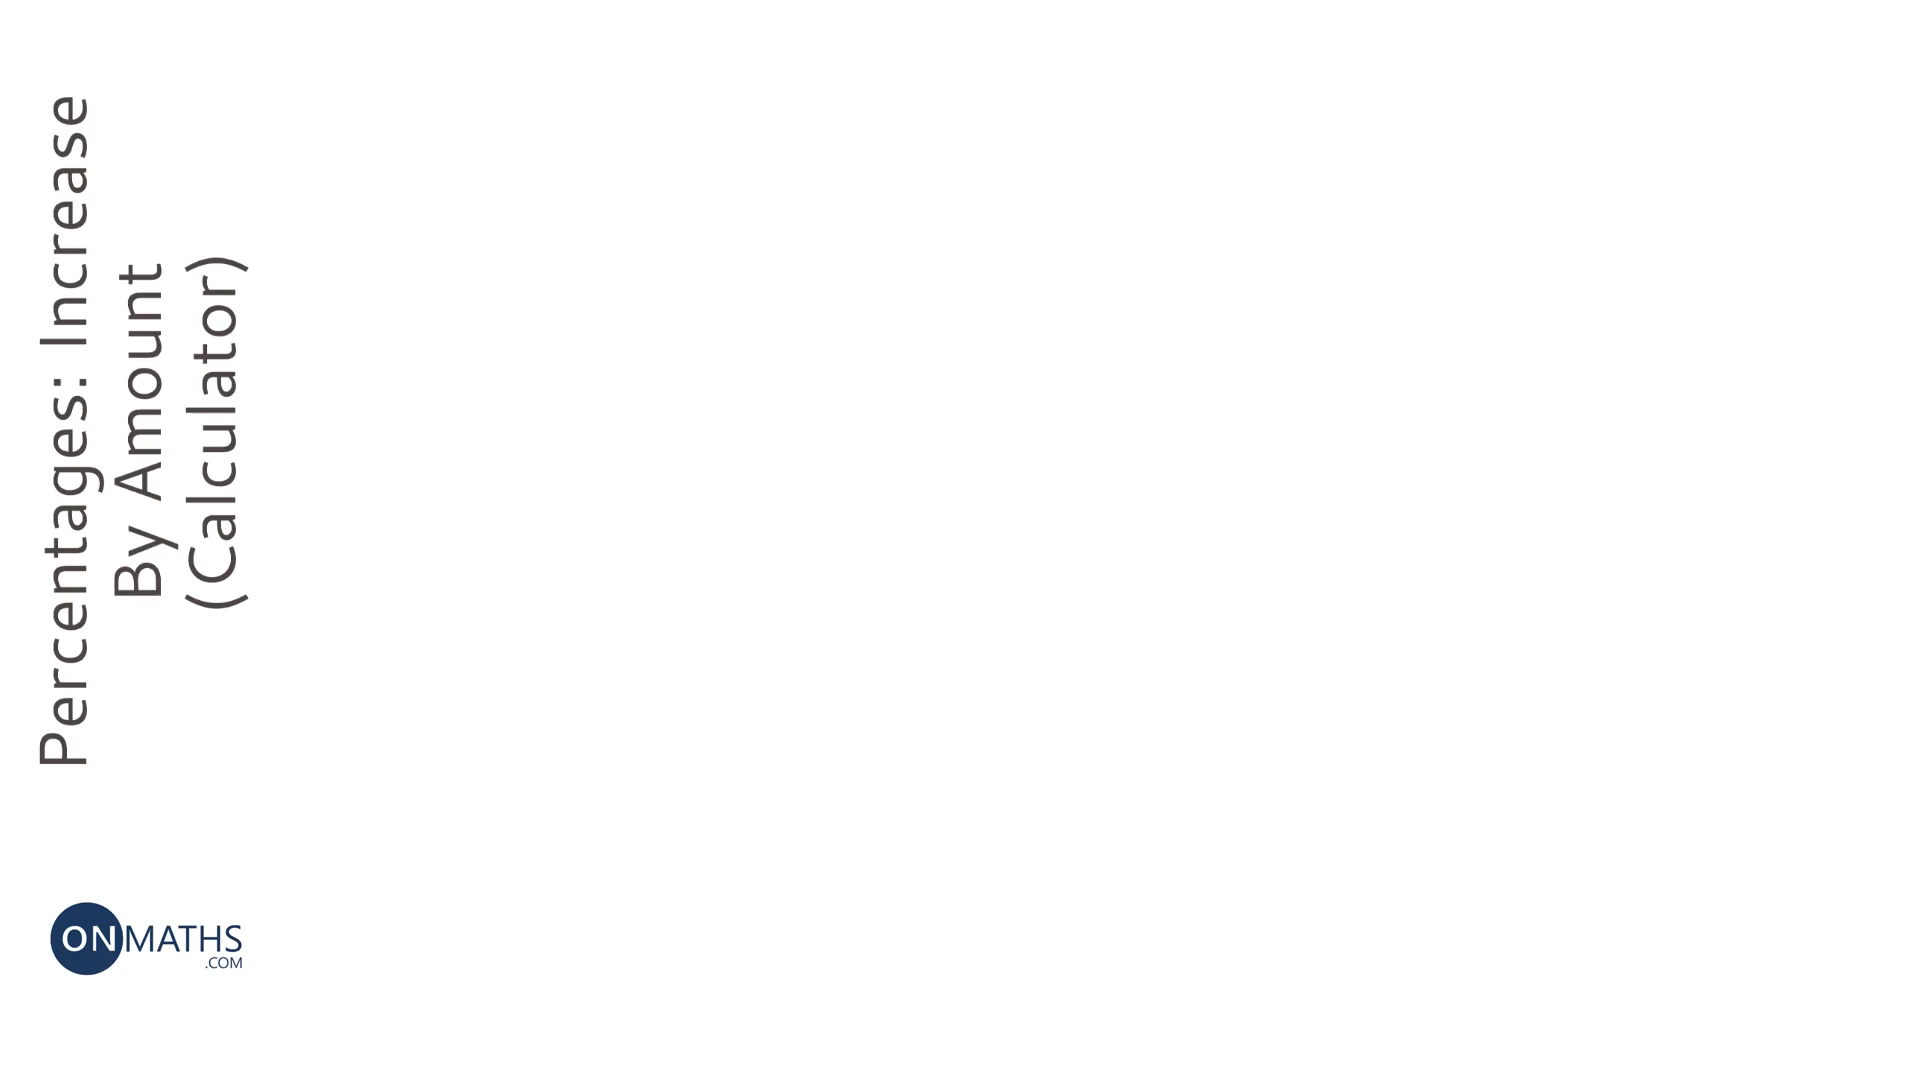 Percentages: Increase
By Amount
(Calculator)
ONMATHS
.COM